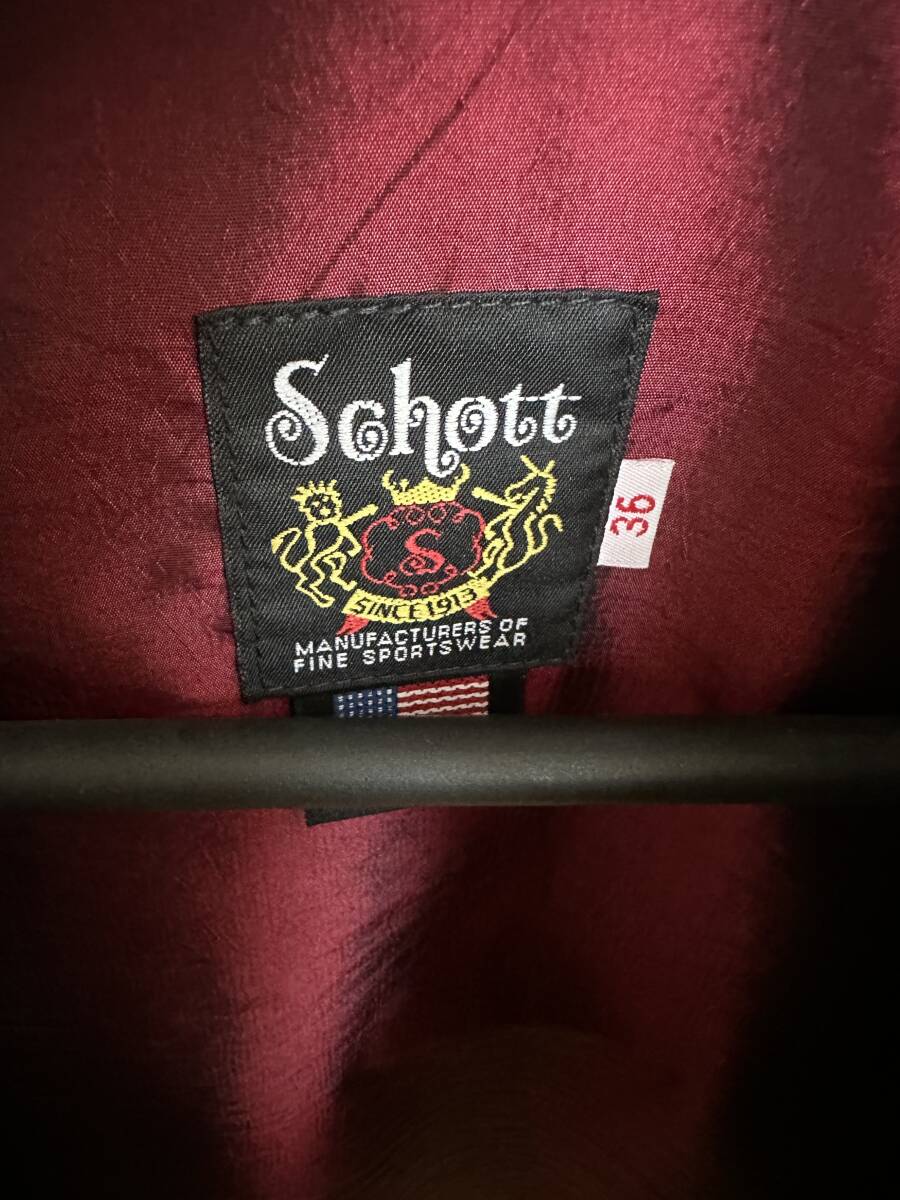 Schott
S
SINCE 1913
MANUFACTURERS OF
FINE SPORTSWEAR
36